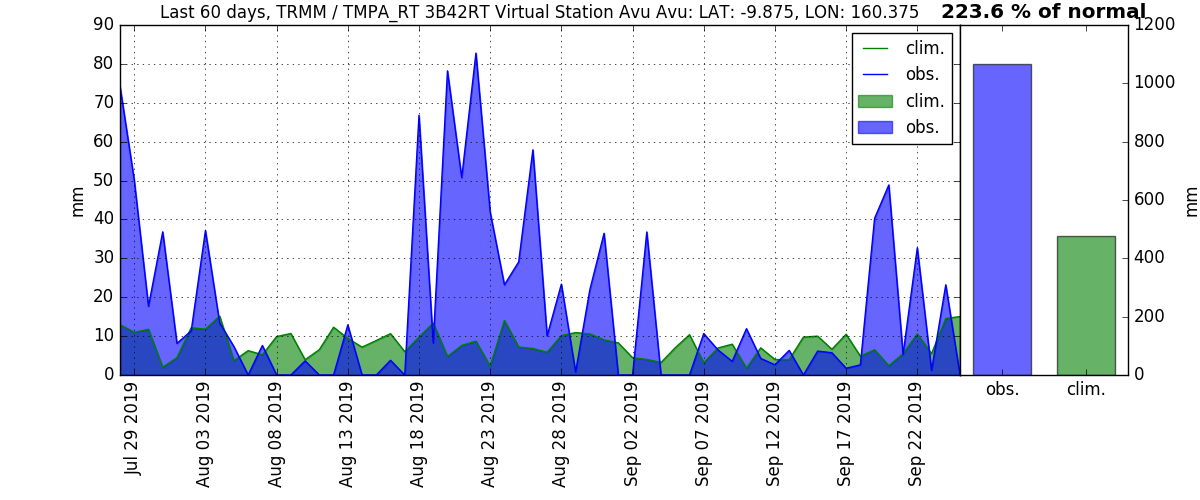 Last 60 days, TRMM / TMPA_RT 3B42RT Virtual Station Avu Avu: LAT: -9.875, LON: 160.375
223.6 % of normal
90
80
70
60
50
40
30
20
10
0
mm
clim.
obs.
clim.
obs.
1200
1000
800
600
400
200
0
mm
obs.
clim.
Jul 29 2019
Aug 03 2019
Aug 08 2019
Aug 13 2019
Aug 18 2019
Aug 23 2019
Aug 28 2019
Sep 02 2019
Sep 07 2019
Sep 12 2019
Sep 17 2019
Sep 22 2019